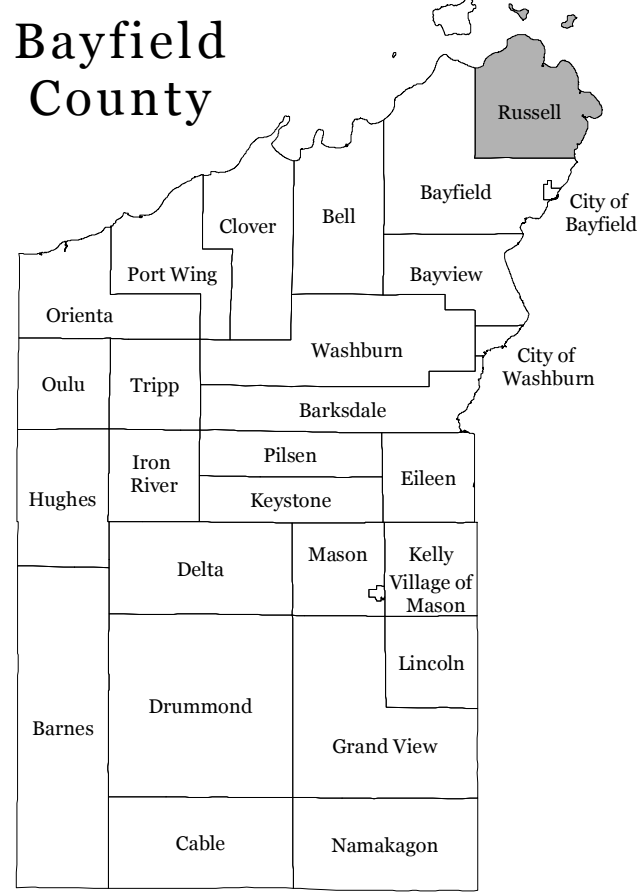 Bayfield
County
Russell
Bayfield
City of
Bayfield
Clover
Bell
Port Wing
Bayview
Orienta
Washburn
City of
Washburn
Oulu
Tripp
Barksdale
Iron
River
Pilsen
Eileen
Hughes
Keystone
Delta
Mason
Kelly
Village of
Mason
Lincoln
Drummond
Barnes
Grand View
Cable
Namakagon